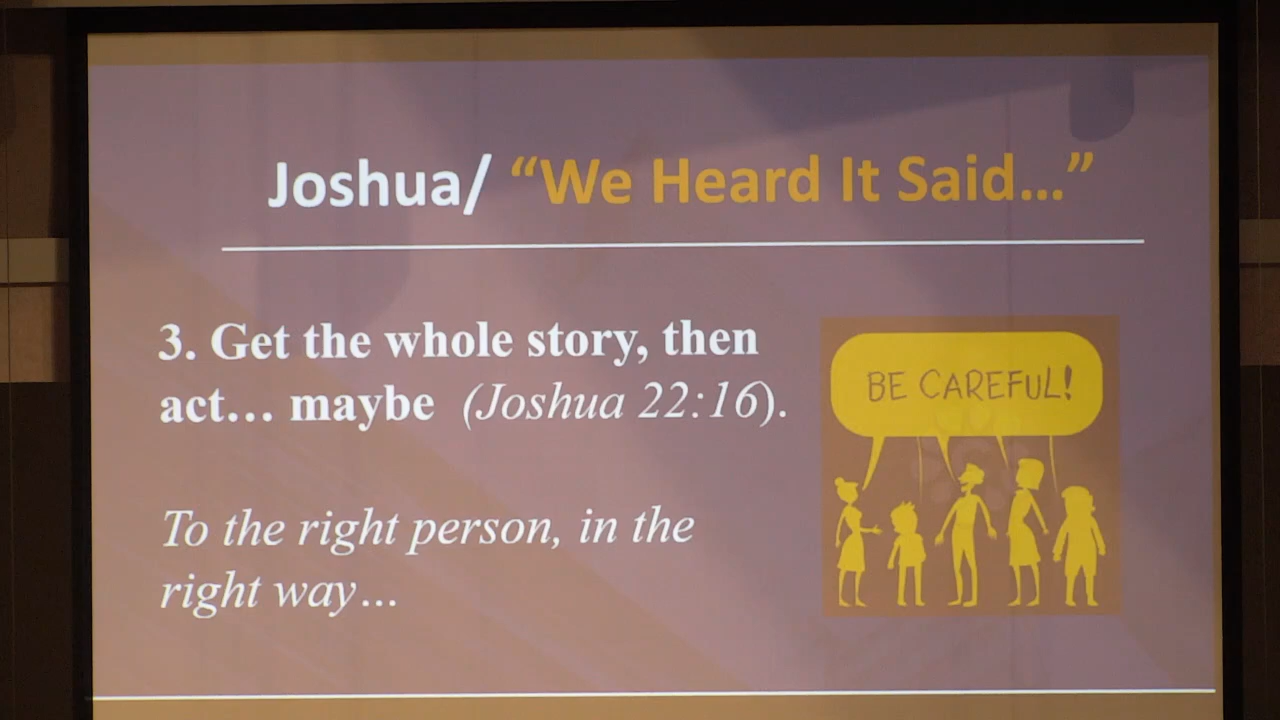 Joshua/ “We Heard It Said...”
3. Get the whole story, then
act... maybe (Joshua 22:16).
BE CAREFUL!
To the right person, in the
right way...